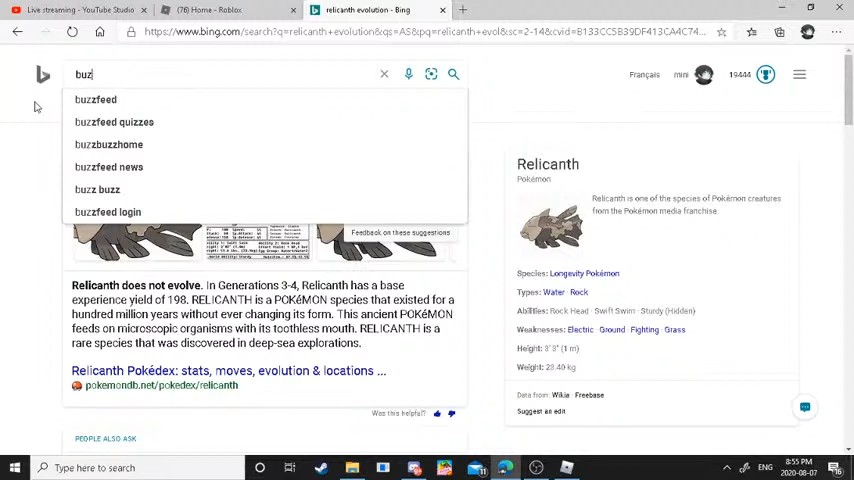 Live streaming - YouTube Studio
(76) Home - Roblox
relicanth evolution - Bing
https://www.bing.com/search?q=relicanth+evolution&qs=AS&pq=relicanth+evol&sc=2-14&cvid=B133CC5B39DF413CA4C74...
buz
Français
mini
19444
buzzfeed
buzzfeed quizzes
buzzbuzzhome
buzzfeed news
buzz buzz
buzzfeed login
Feedback on these suggestions
Relicanth does not evolve. In Generations 3-4, Relicanth has a base
experience yield of 198. RELICANTH is a POKéMON species that existed for a
hundred million years without ever changing its form. This ancient POKéMON
feeds on microscopic organisms with its toothless mouth. RELICANTH is a
rare species that was discovered in deep-sea explorations.
Relicanth Pokédex: stats, moves, evolution & locations ...
pokemondb.net/pokedex/relicanth
Was this helpful?
PEOPLE ALSO ASK
Relicanth
Pokémon
Relicanth is one of the species of Pokémon creatures
from the Pokémon media franchise
Species: Longevity Pokémon
Types: Water · Rock
Abilities: Rock Head · Swift Swim · Sturdy (Hidden)
Weaknesses: Electric · Ground · Fighting · Grass
Height: 3'3" (1 m)
Weight: 23.40 kg
Data from: Wikia · Freebase
Suggest an edit
Type here to search
ENG
8:55 PM
2020-08-07